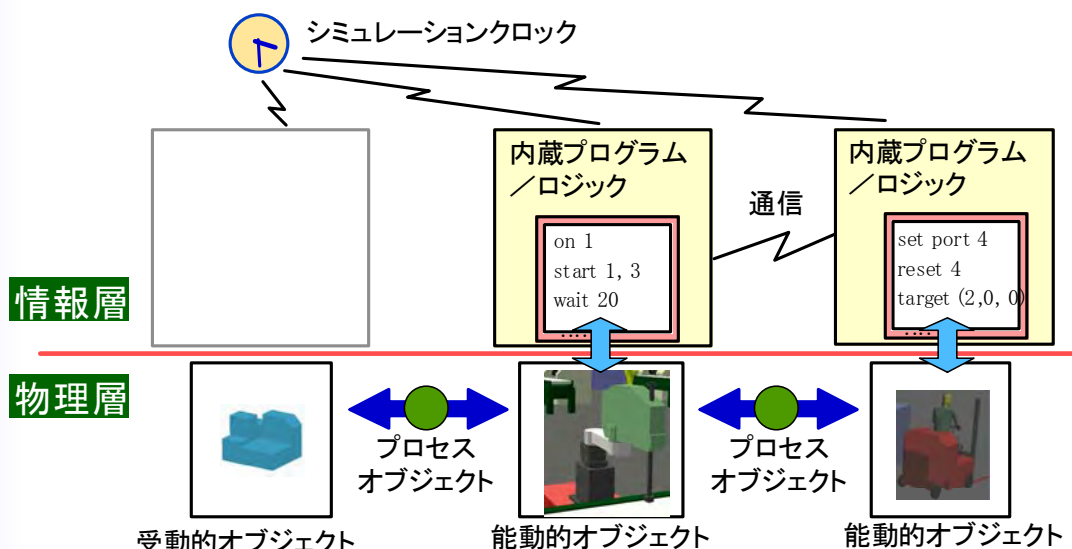 シミュレーションクロック
内蔵プログラム
／ロジック
on 1
start 1, 3
wait 20
通信
内蔵プログラム
／ロジック
set port 4
reset 4
target (2,0, 0)
情報層
物理層
プロセス
オブジェクト
プロセス
オブジェクト
受動的オブジェクト
能動的オブジェクト
能動的オブジェクト